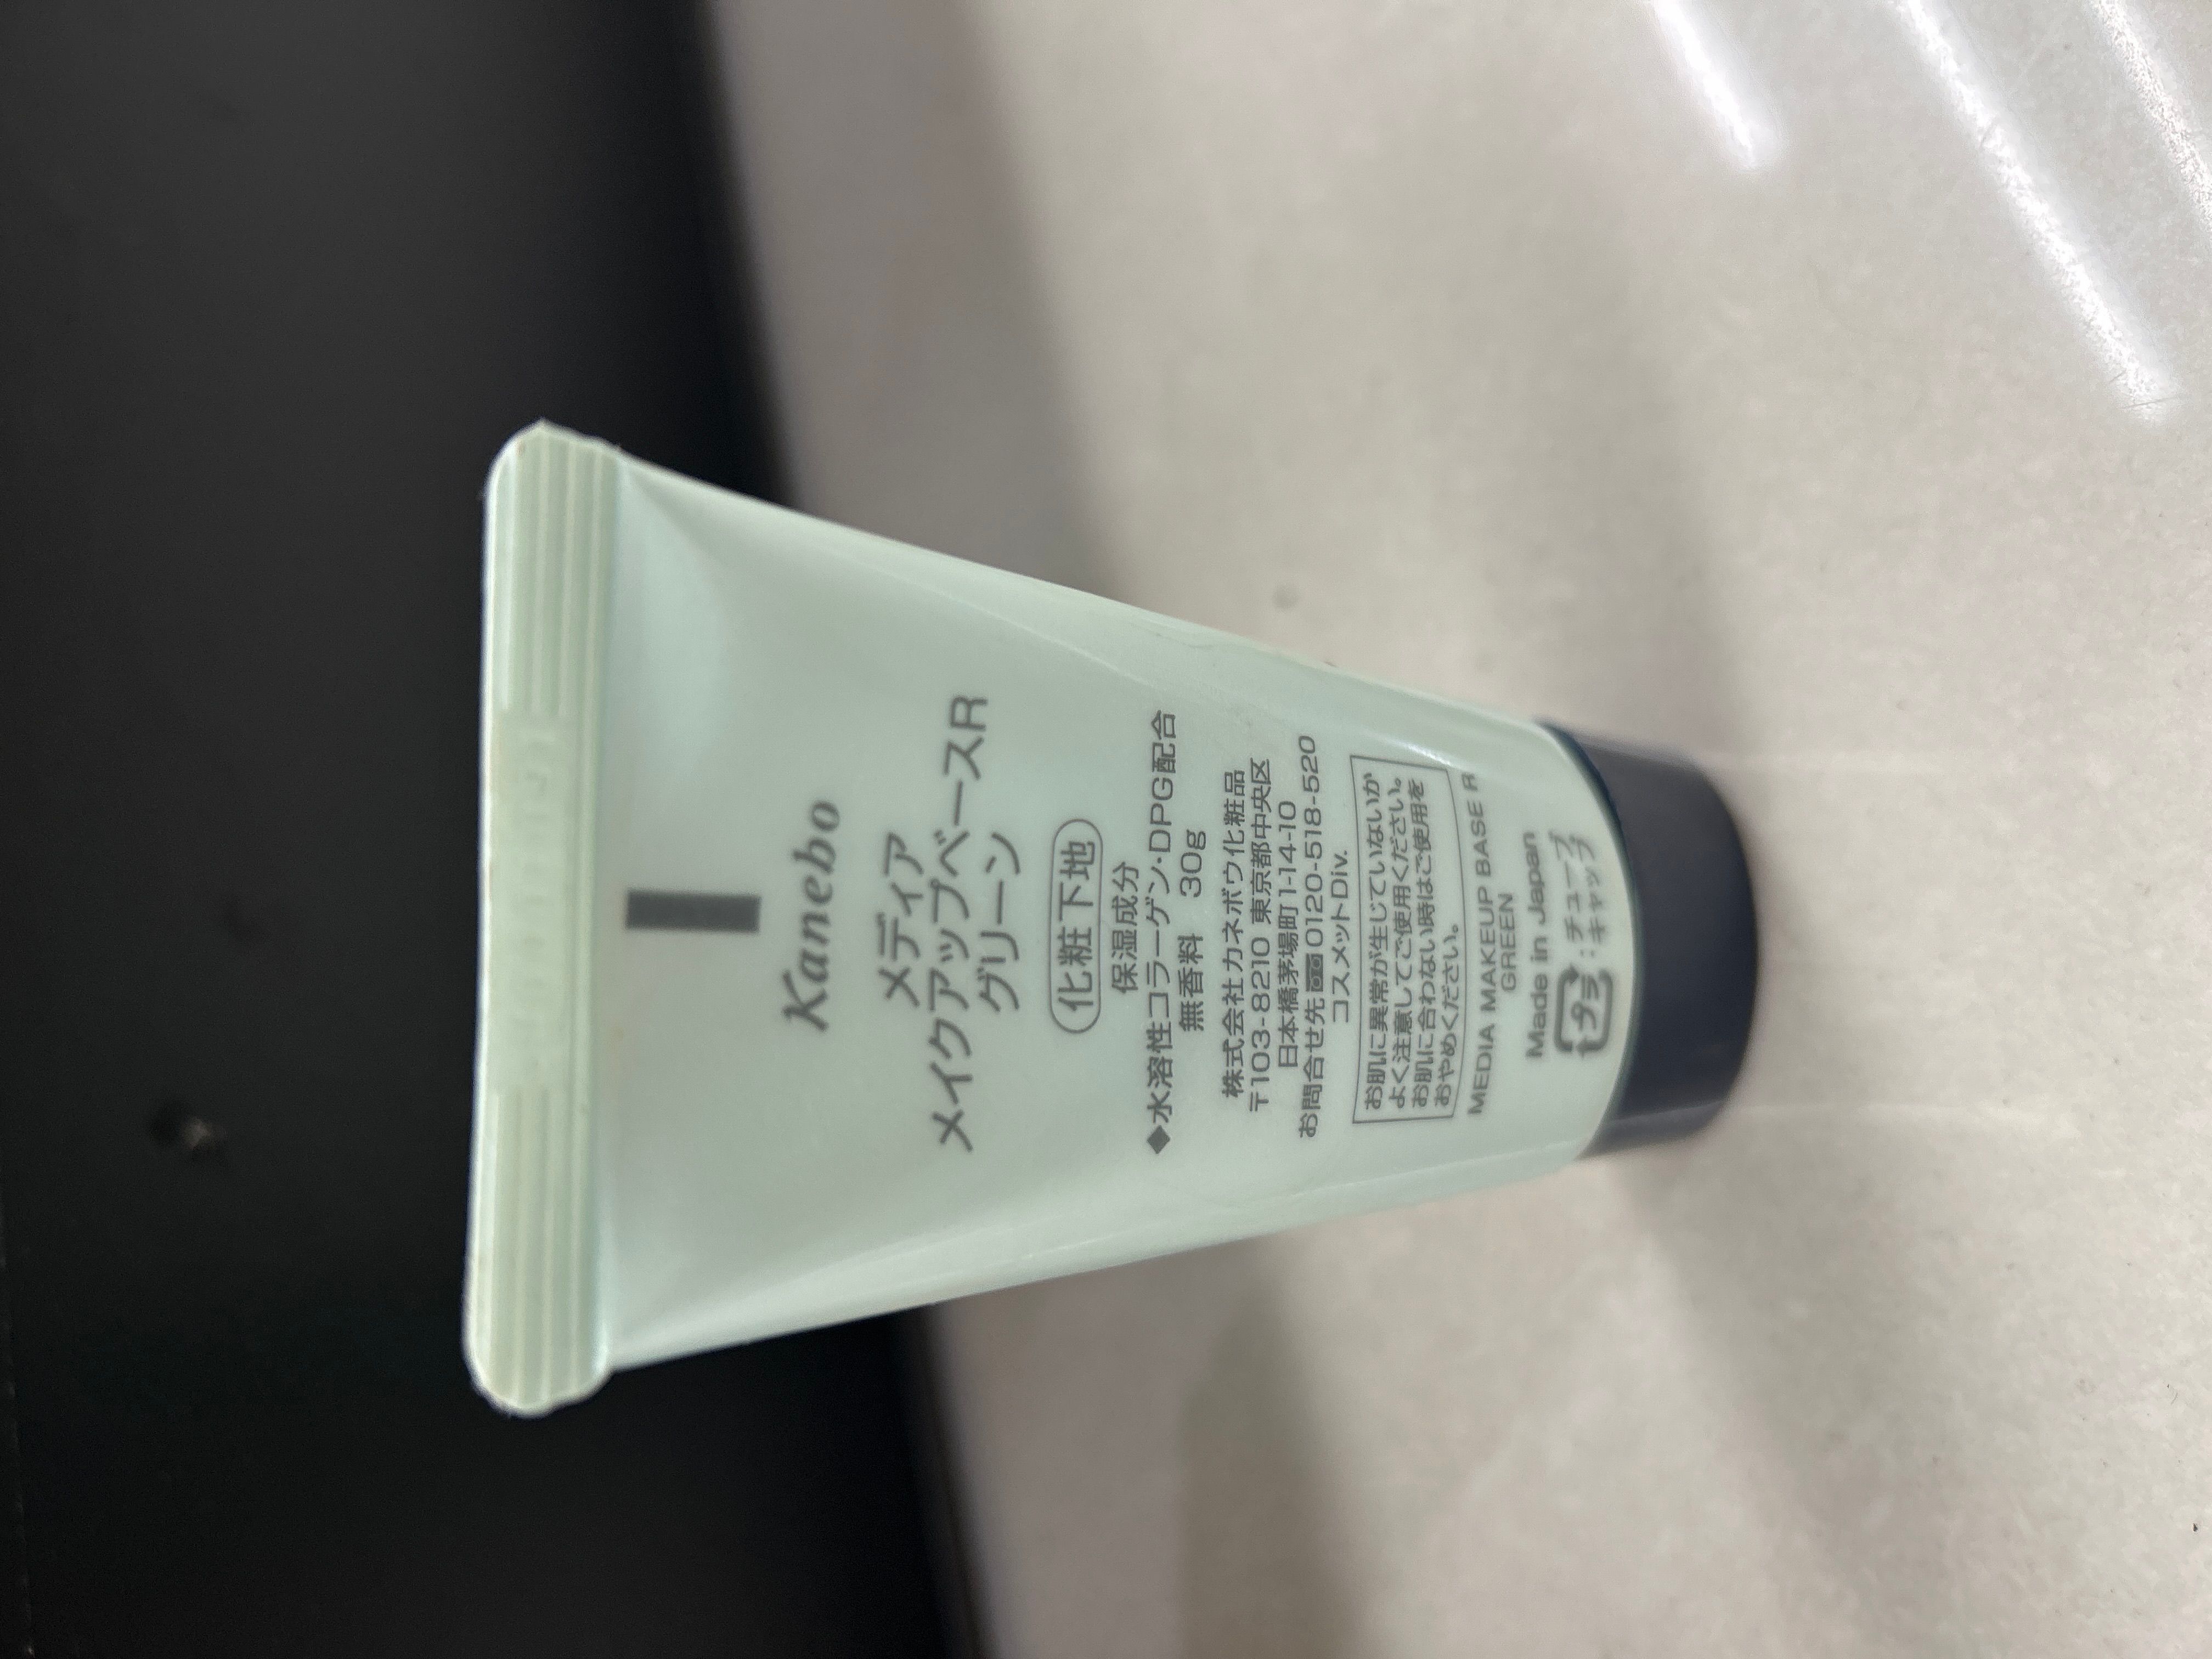 Kanebo
メディア
メイクアップベースR
グリーン
化粧下地
保湿成分
◆水溶性コラーゲン・DPG配合
無香料 30g
株式会社カネボウ化粧品
〒103-8210 東京都中央区
日本橋茅場町1-14-10
お問合せ先 0120-518-520
コスメットDiv.
お肌に異常が生じていないか
よく注意してご使用ください。
お肌に合わない時はご使用を
おやめください。
MEDIA MAKEUP BASE R
GREEN
Made in Japan
プラ :チューブ
キャップ